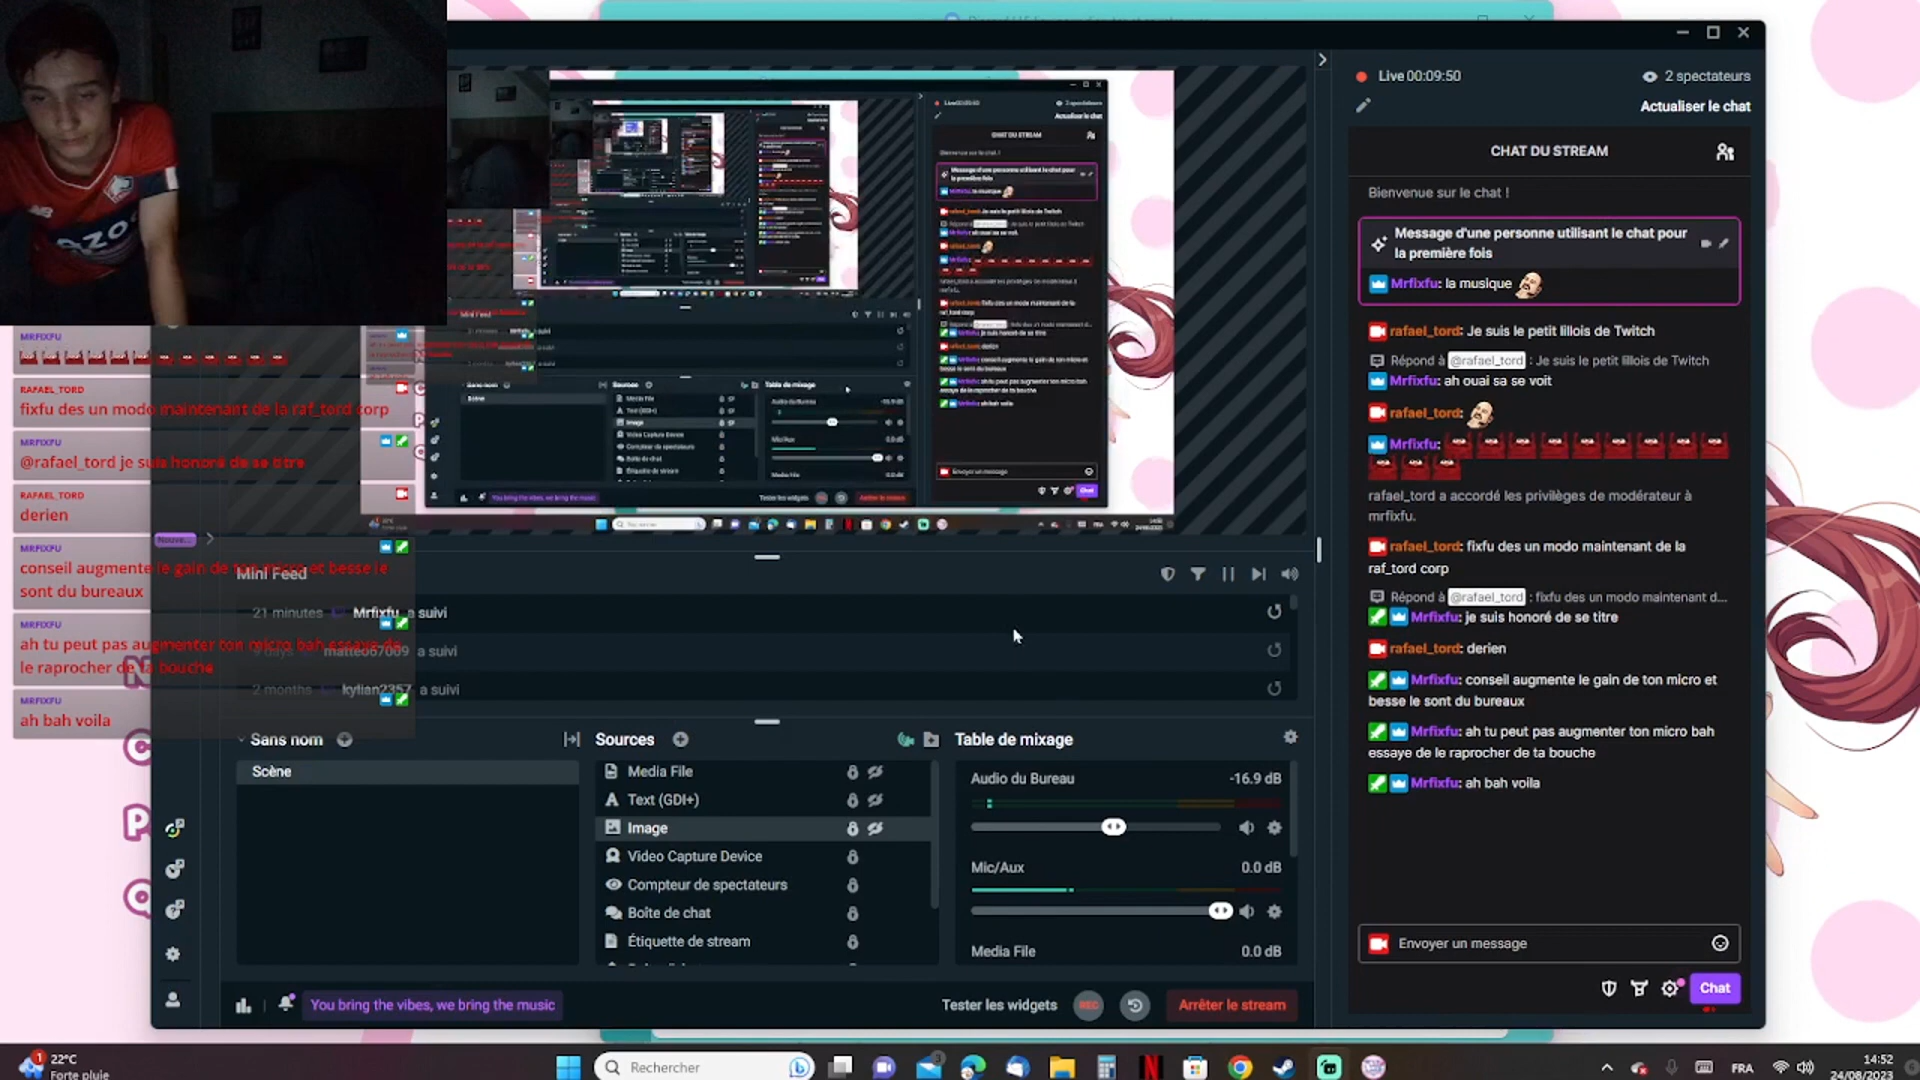 Live 00:09:50
2 spectateurs
Actualiser le chat
CHAT DU STREAM
Bienvenue sur le chat !
Message d'une personne utilisant le chat pour
la première fois
Mrfixfu: la musique
rafael_tord: Je suis le petit lillois de Twitch
Répond à @rafael_tord : Je suis le petit lillois de Twitch
Mrfixfu: ah ouai sa se voit
rafael_tord:
Mrfixfu:
rafael_tord a accordé les privilèges de modérateur à
mrfixfu.
rafael_tord: fixfu des un modo maintenant de la
raf_tord corp
Répond à @rafael_tord : fixfu des un modo maintenant d...
Mrfixfu: je suis honoré de se titre
rafael_tord: derien
Mrfixfu: conseil augmente le gain de ton micro et
besse le sont du bureaux
Mrfixfu: ah tu peut pas augmenter ton micro bah
essaye de le raprocher de ta bouche
Mrfixfu: ah bah voila
Envoyer un message
Chat
MRFIXFU
RAFAEL_TORD
fixfu des un modo maintenant de la raf_tord corp
MRFIXFU
@rafael_tord je suis honoré de se titre
RAFAEL_TORD
derien
MRFIXFU
conseil augmente le gain de ton micro et besse le
sont du bureaux
MRFIXFU
ah tu peut pas augmenter ton micro bah essaye de
le raprocher de ta bouche
MRFIXFU
ah bah voila
Nouve...
Mini Feed
21 minutes Mrfixfu a suivi
days matteo67009 a suivi
2 months kylian2357 a suivi
Sans nom
Scène
Sources
Media File
Text (GDI+)
Image
Video Capture Device
Compteur de spectateurs
Boîte de chat
Étiquette de stream
Table de mixage
Audio du Bureau -16.9 dB
Mic/Aux 0.0 dB
Media File 0.0 dB
You bring the vibes, we bring the music
Tester les widgets
REC
Arrêter le stream
1
22°C
Forte pluie
Rechercher
FRA
14:52
24/08/2023